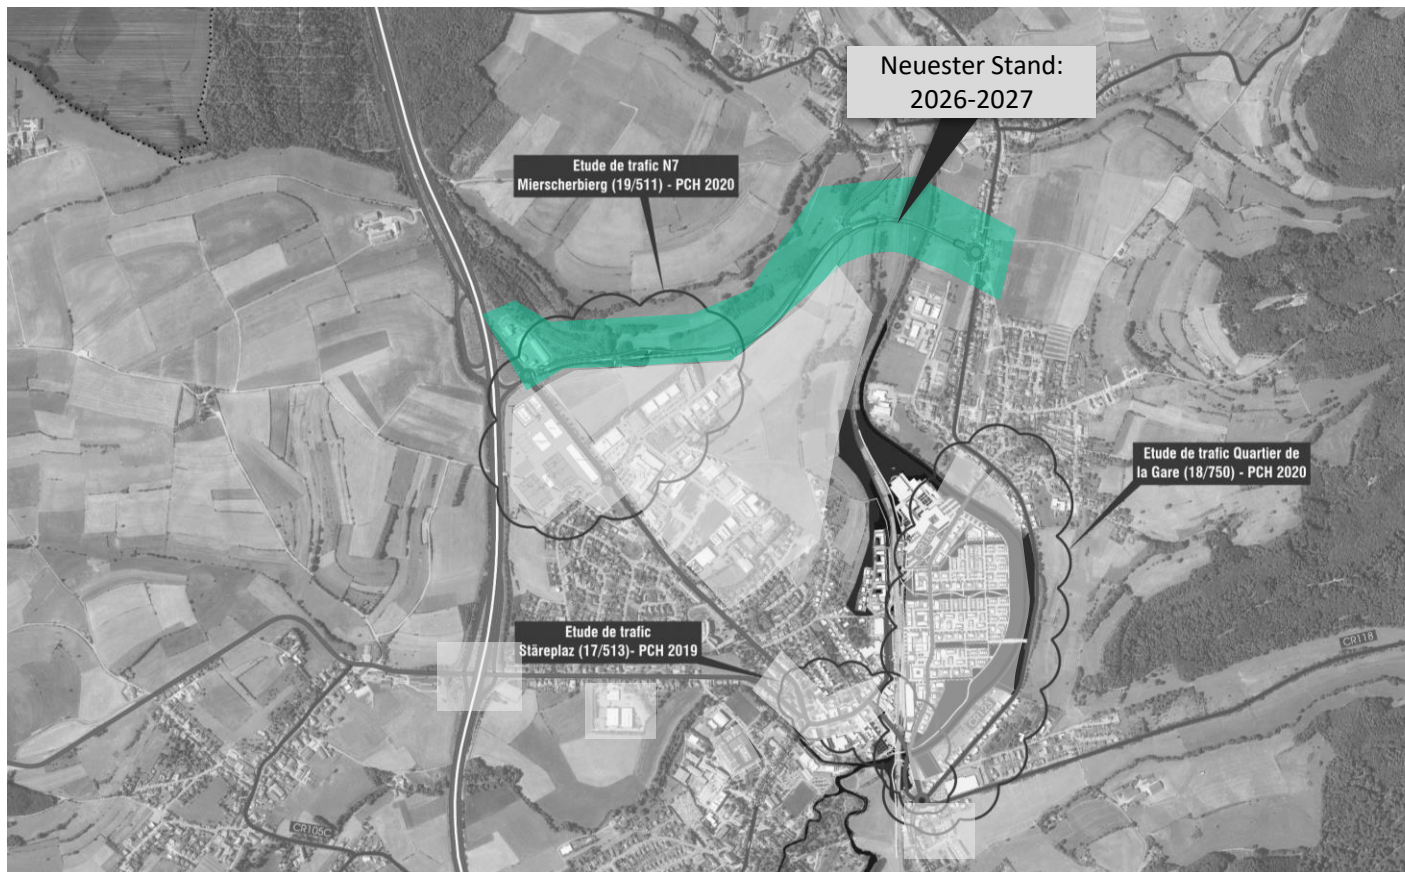 Neuester Stand:
2026-2027
Etude de trafic N7
Mierscherbierg (19/511) - PCH 2020
Etude de trafic Quartier de
la Gare (18/750) - PCH 2020
Etude de trafic
Stäreplaz (17/513)- PCH 2019
CR118
CR105C